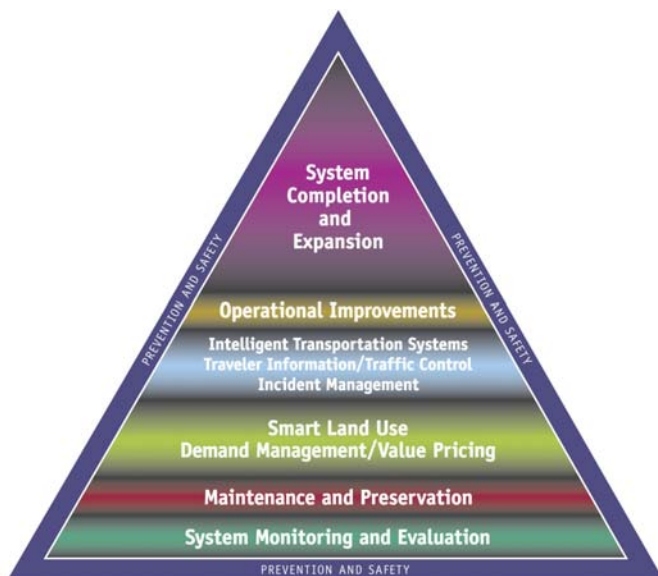 System
Completion
and
Expansion
PREVENTION AND SAFETY
PREVENTION AND SAFETY
Operational Improvements
Intelligent Transportation Systems
Traveler Information/Traffic Control
Incident Management
Smart Land Use
Demand Management/Value Pricing
Maintenance and Preservation
System Monitoring and Evaluation
PREVENTION AND SAFETY